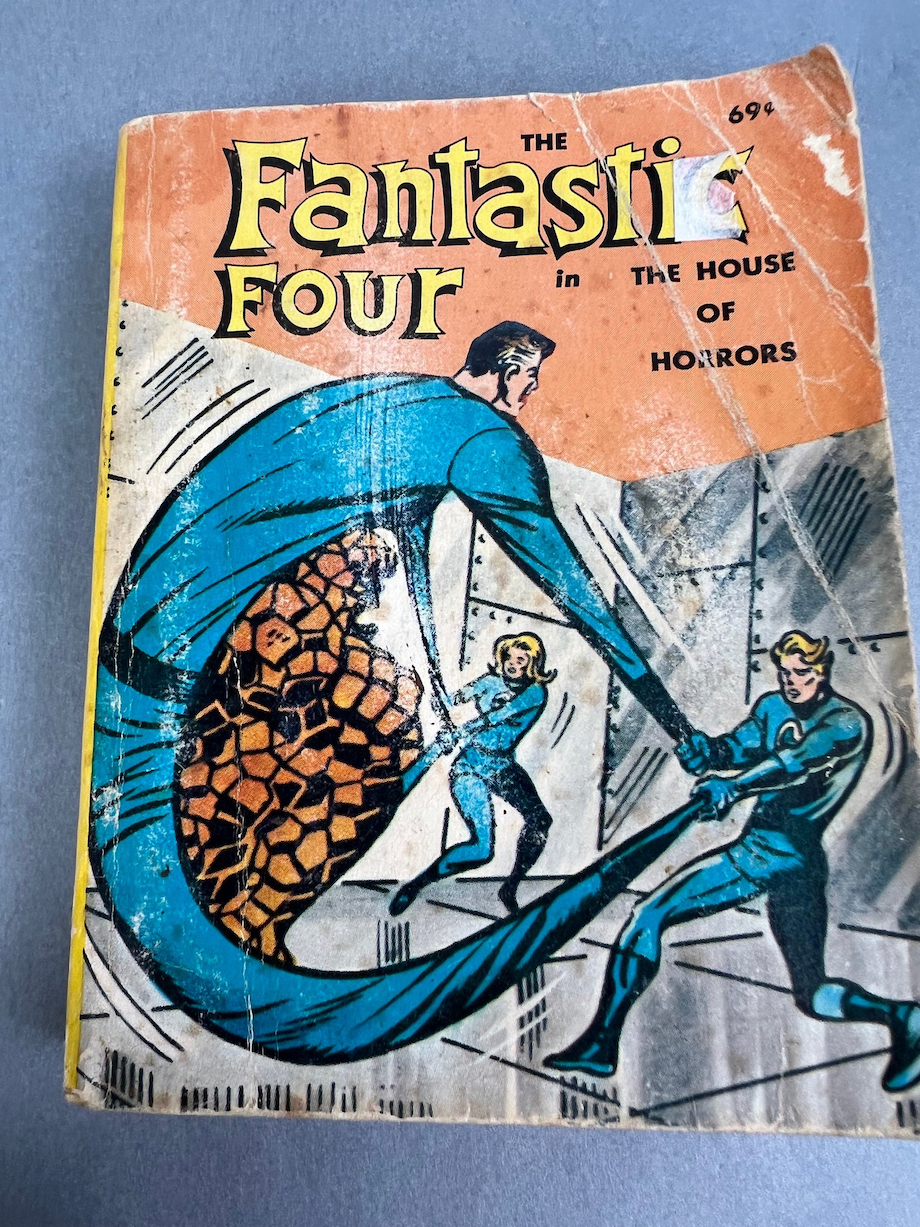 69¢
THE
Fantastic
Four
in THE HOUSE
OF
HORRORS